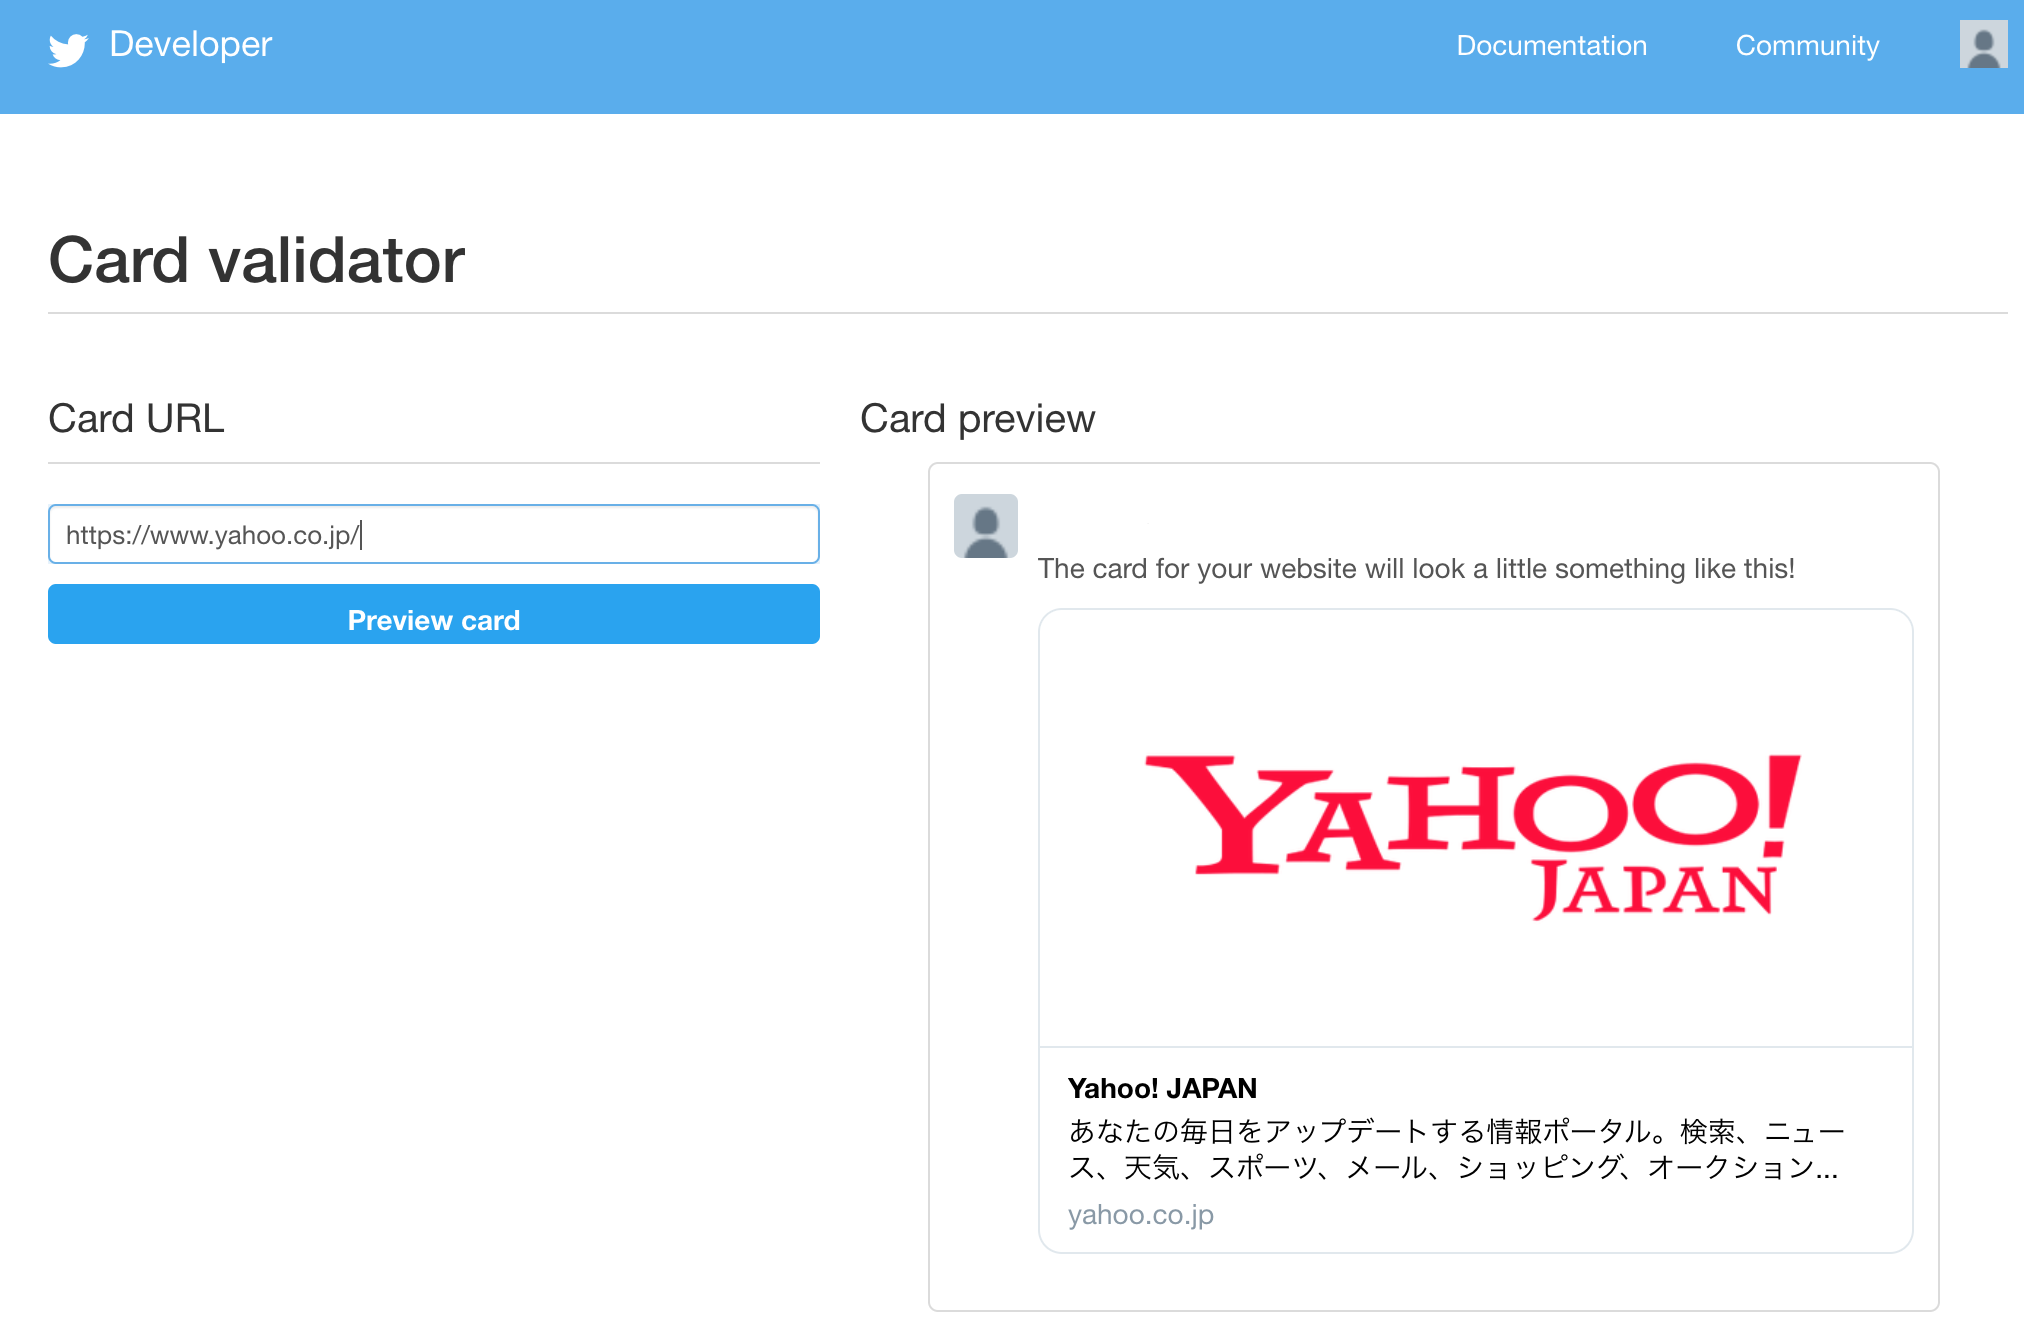 Developer
Documentation
Community
Card validator
Card URL
https://www.yahoo.co.jp/
Preview card
Card preview
The card for your website will look a little something like this!
YAHOO!
JAPAN
Yahoo! JAPAN
あなたの毎日をアップデートする情報ポータル。検索、ニュー
ス、天気、スポーツ、メール、ショッピング、オークション...
yahoo.co.jp